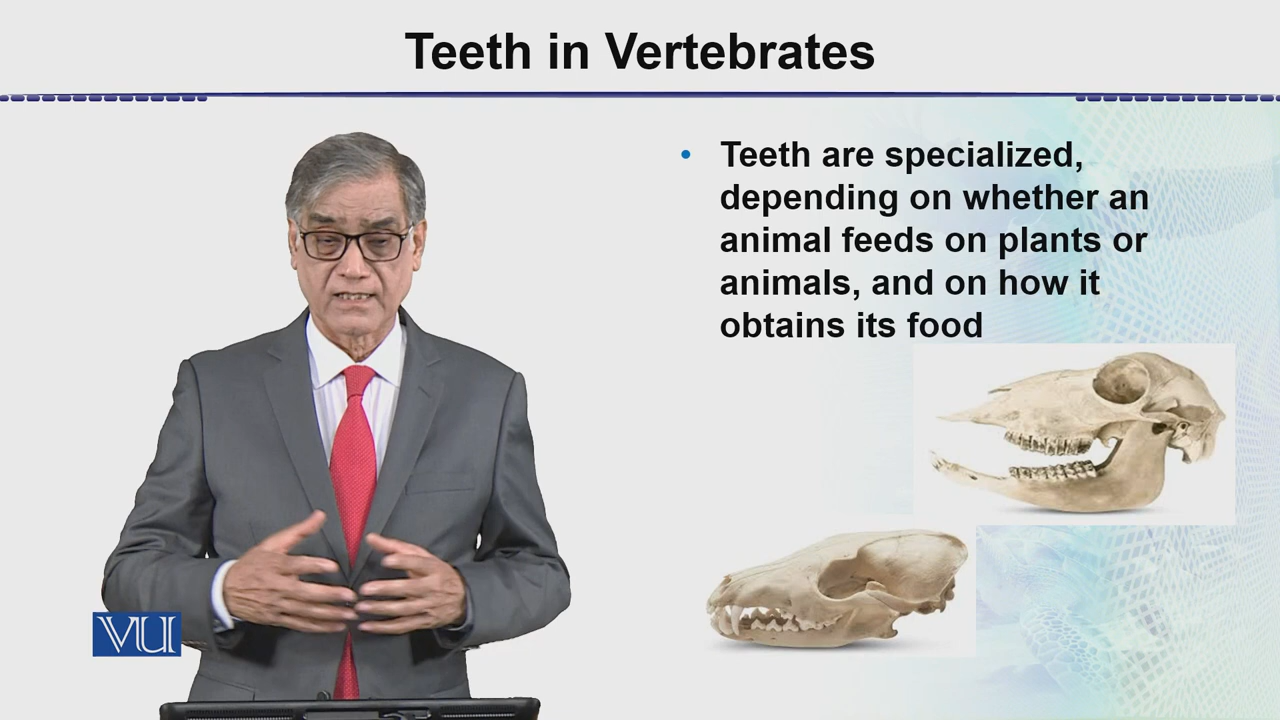 Teeth in Vertebrates
• Teeth are specialized,
depending on whether an
animal feeds on plants or
animals, and on how it
obtains its food
VU